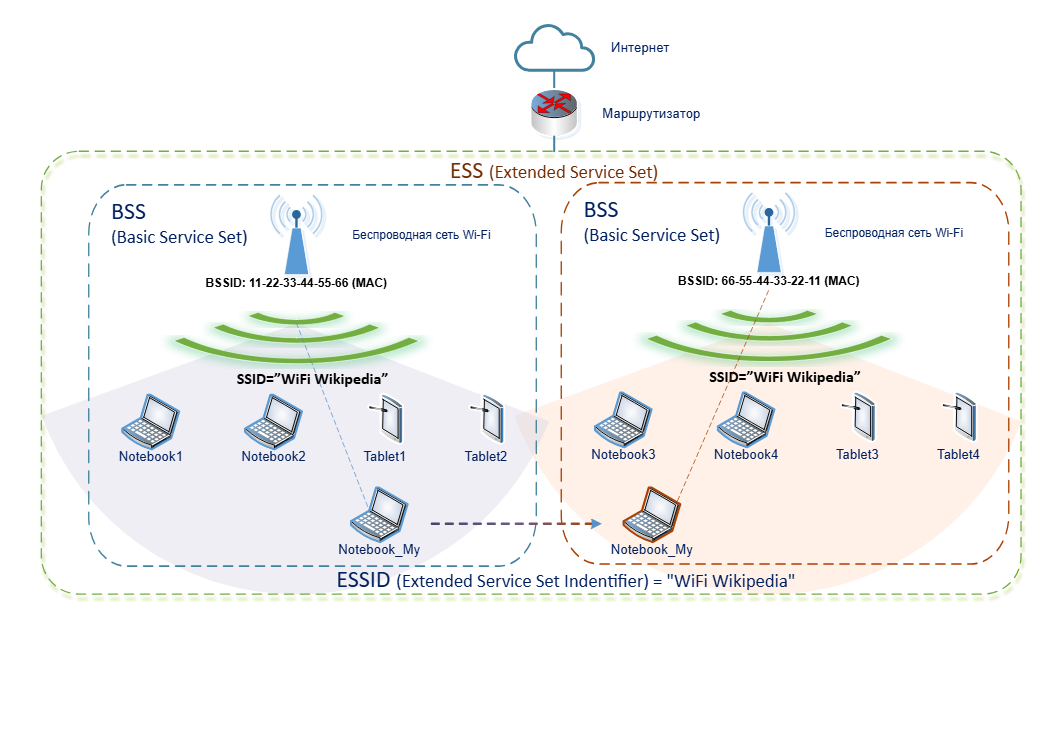 Интернет
Маршрутизатор
ESS (Extended Service Set)
BSS
(Basic Service Set)
Беспроводная сеть Wi-Fi
BSSID: 11-22-33-44-55-66 (MAC)
SSID=”WiFi Wikipedia”
Notebook1
Notebook2
Tablet1
Tablet2
Notebook_My
BSS
(Basic Service Set)
Беспроводная сеть Wi-Fi
BSSID: 66-55-44-33-22-11 (MAC)
SSID=”WiFi Wikipedia”
Notebook3
Notebook4
Tablet3
Tablet4
Notebook_My
ESSID (Extended Service Set Indentifier) = "WiFi Wikipedia"